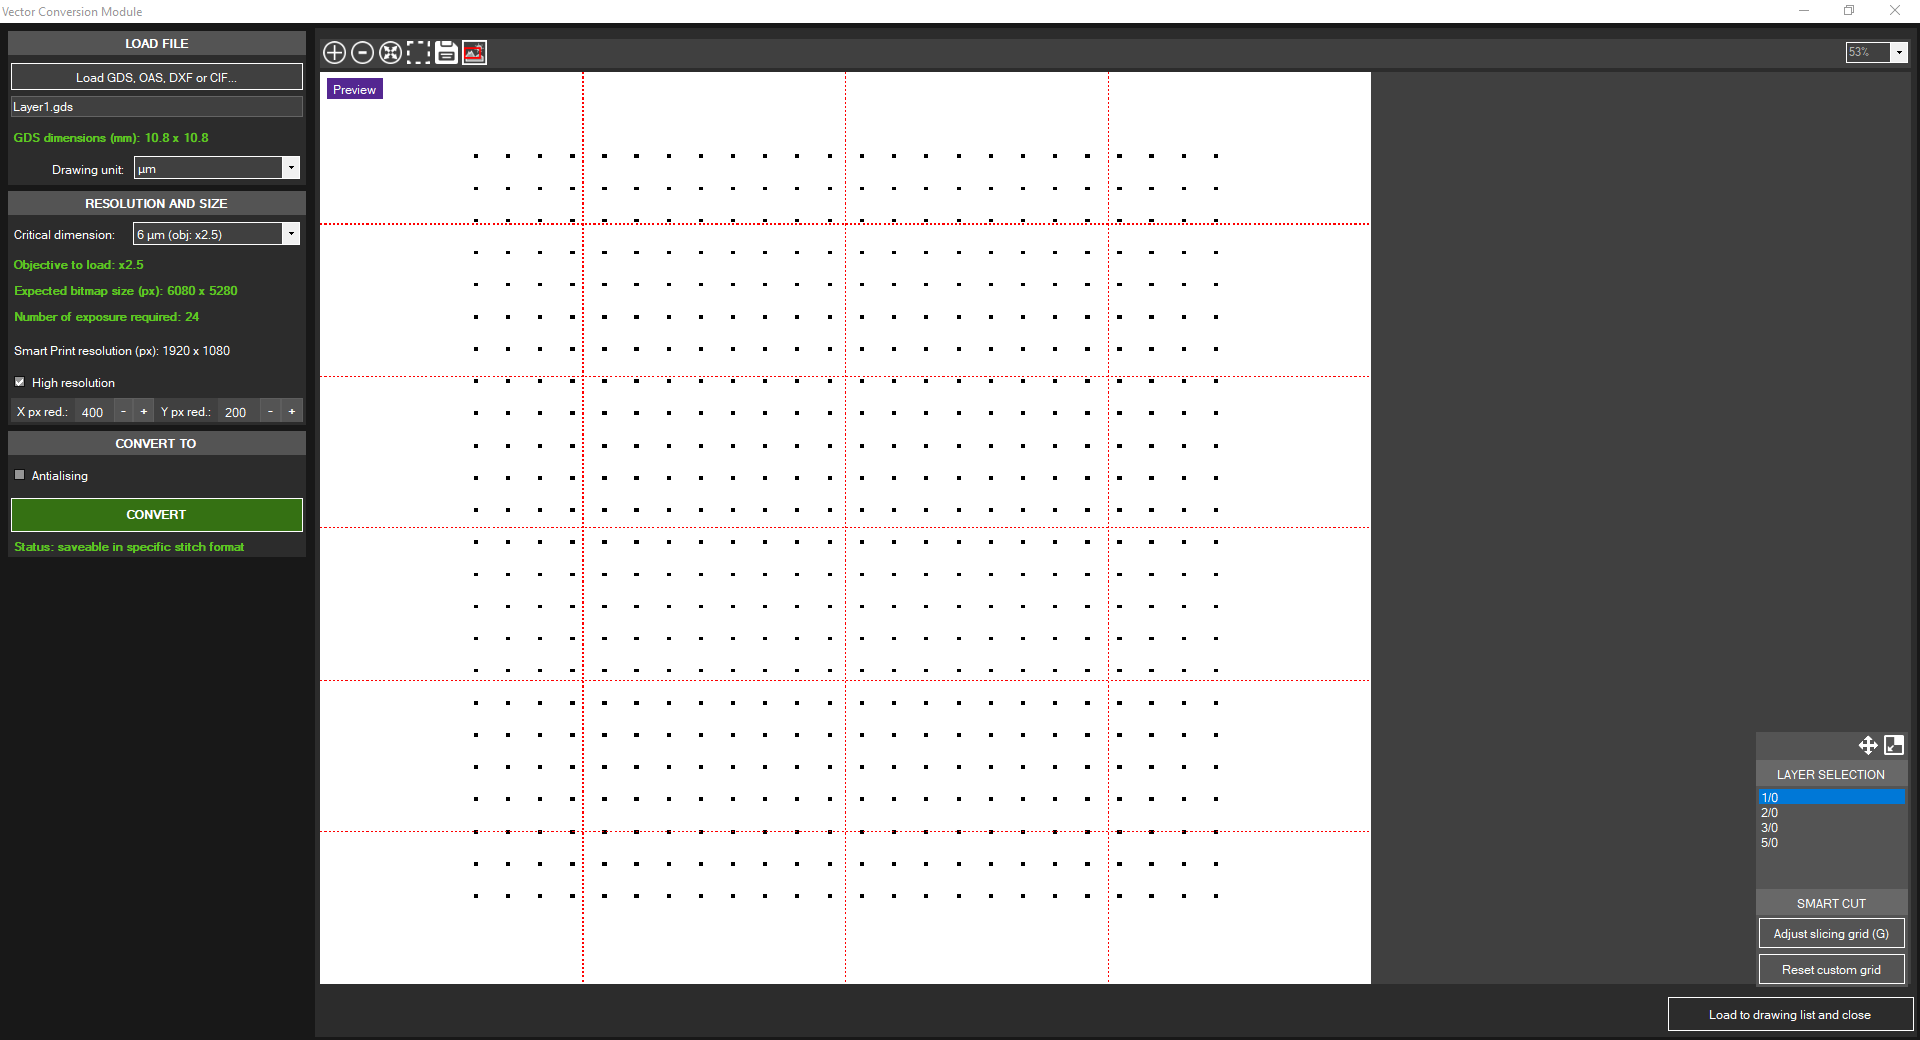 Vector Conversion Module
LOAD FILE
Load GDS, OAS, DXF or CIF...
Layer1.gds
GDS dimensions (mm): 10.8 x 10.8
Drawing unit: µm
RESOLUTION AND SIZE
Critical dimension: 6 µm (obj: x2.5)
Objective to load: x2.5
Expected bitmap size (px): 6080 x 5280
Number of exposure required: 24
Smart Print resolution (px): 1920 x 1080
High resolution
X px red.: 400 - + Y px red.: 200 - +
CONVERT TO
Antialising
CONVERT
Status: saveable in specific stitch format
53%
Preview
LAYER SELECTION
1/0
2/0
3/0
5/0
SMART CUT
Adjust slicing grid (G)
Reset custom grid
Load to drawing list and close